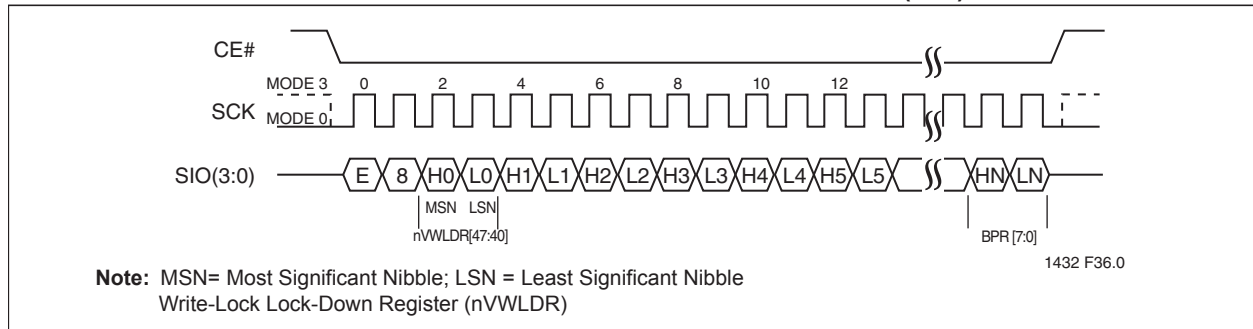 CE#
MODE 3 0 2 4 6 8 10 12
SCK
MODE 0
SIO(3:0) E 8 H0 L0 H1 L1 H2 L2 H3 L3 H4 L4 H5 L5 HN LN
MSN LSN
nVWLDR[47:40] BPR [7:0]
1432 F36.0
Note: MSN= Most Significant Nibble; LSN = Least Significant Nibble
Write-Lock Lock-Down Register (nVWLDR)